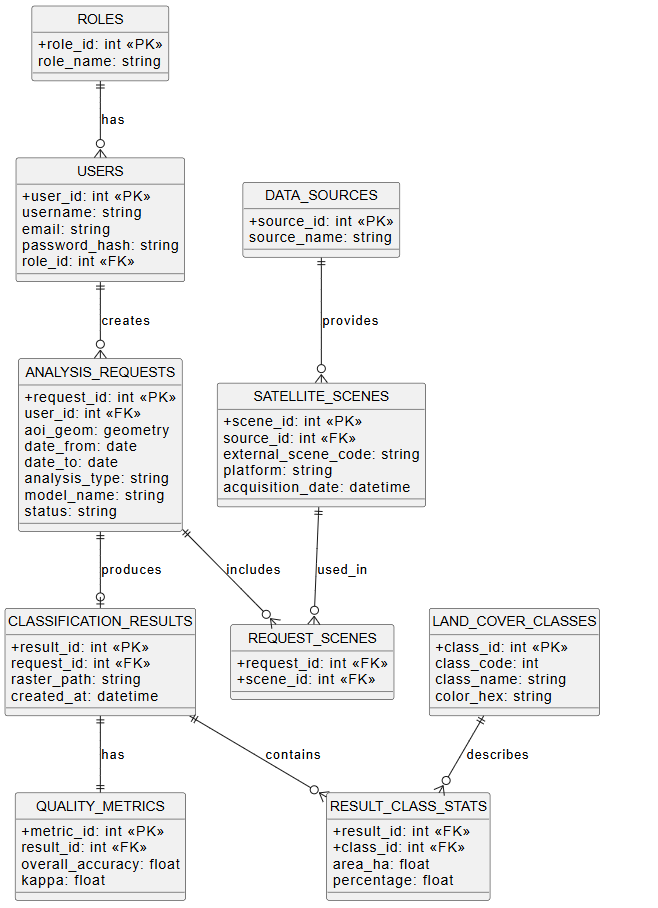 ROLES
+role_id: int «PK»
role_name: string
has
USERS
+user_id: int «PK»
username: string
email: string
password_hash: string
role_id: int «FK»
DATA_SOURCES
+source_id: int «PK»
source_name: string
creates
provides
ANALYSIS_REQUESTS
+request_id: int «PK»
user_id: int «FK»
aoi_geom: geometry
date_from: date
date_to: date
analysis_type: string
model_name: string
status: string
SATELLITE_SCENES
+scene_id: int «PK»
source_id: int «FK»
external_scene_code: string
platform: string
acquisition_date: datetime
produces
includes
used_in
CLASSIFICATION_RESULTS
+result_id: int «PK»
request_id: int «FK»
raster_path: string
created_at: datetime
REQUEST_SCENES
+request_id: int «FK»
+scene_id: int «FK»
LAND_COVER_CLASSES
+class_id: int «PK»
class_code: int
class_name: string
color_hex: string
has
contains
describes
QUALITY_METRICS
+metric_id: int «PK»
result_id: int «FK»
overall_accuracy: float
kappa: float
RESULT_CLASS_STATS
+result_id: int «FK»
+class_id: int «FK»
area_ha: float
percentage: float